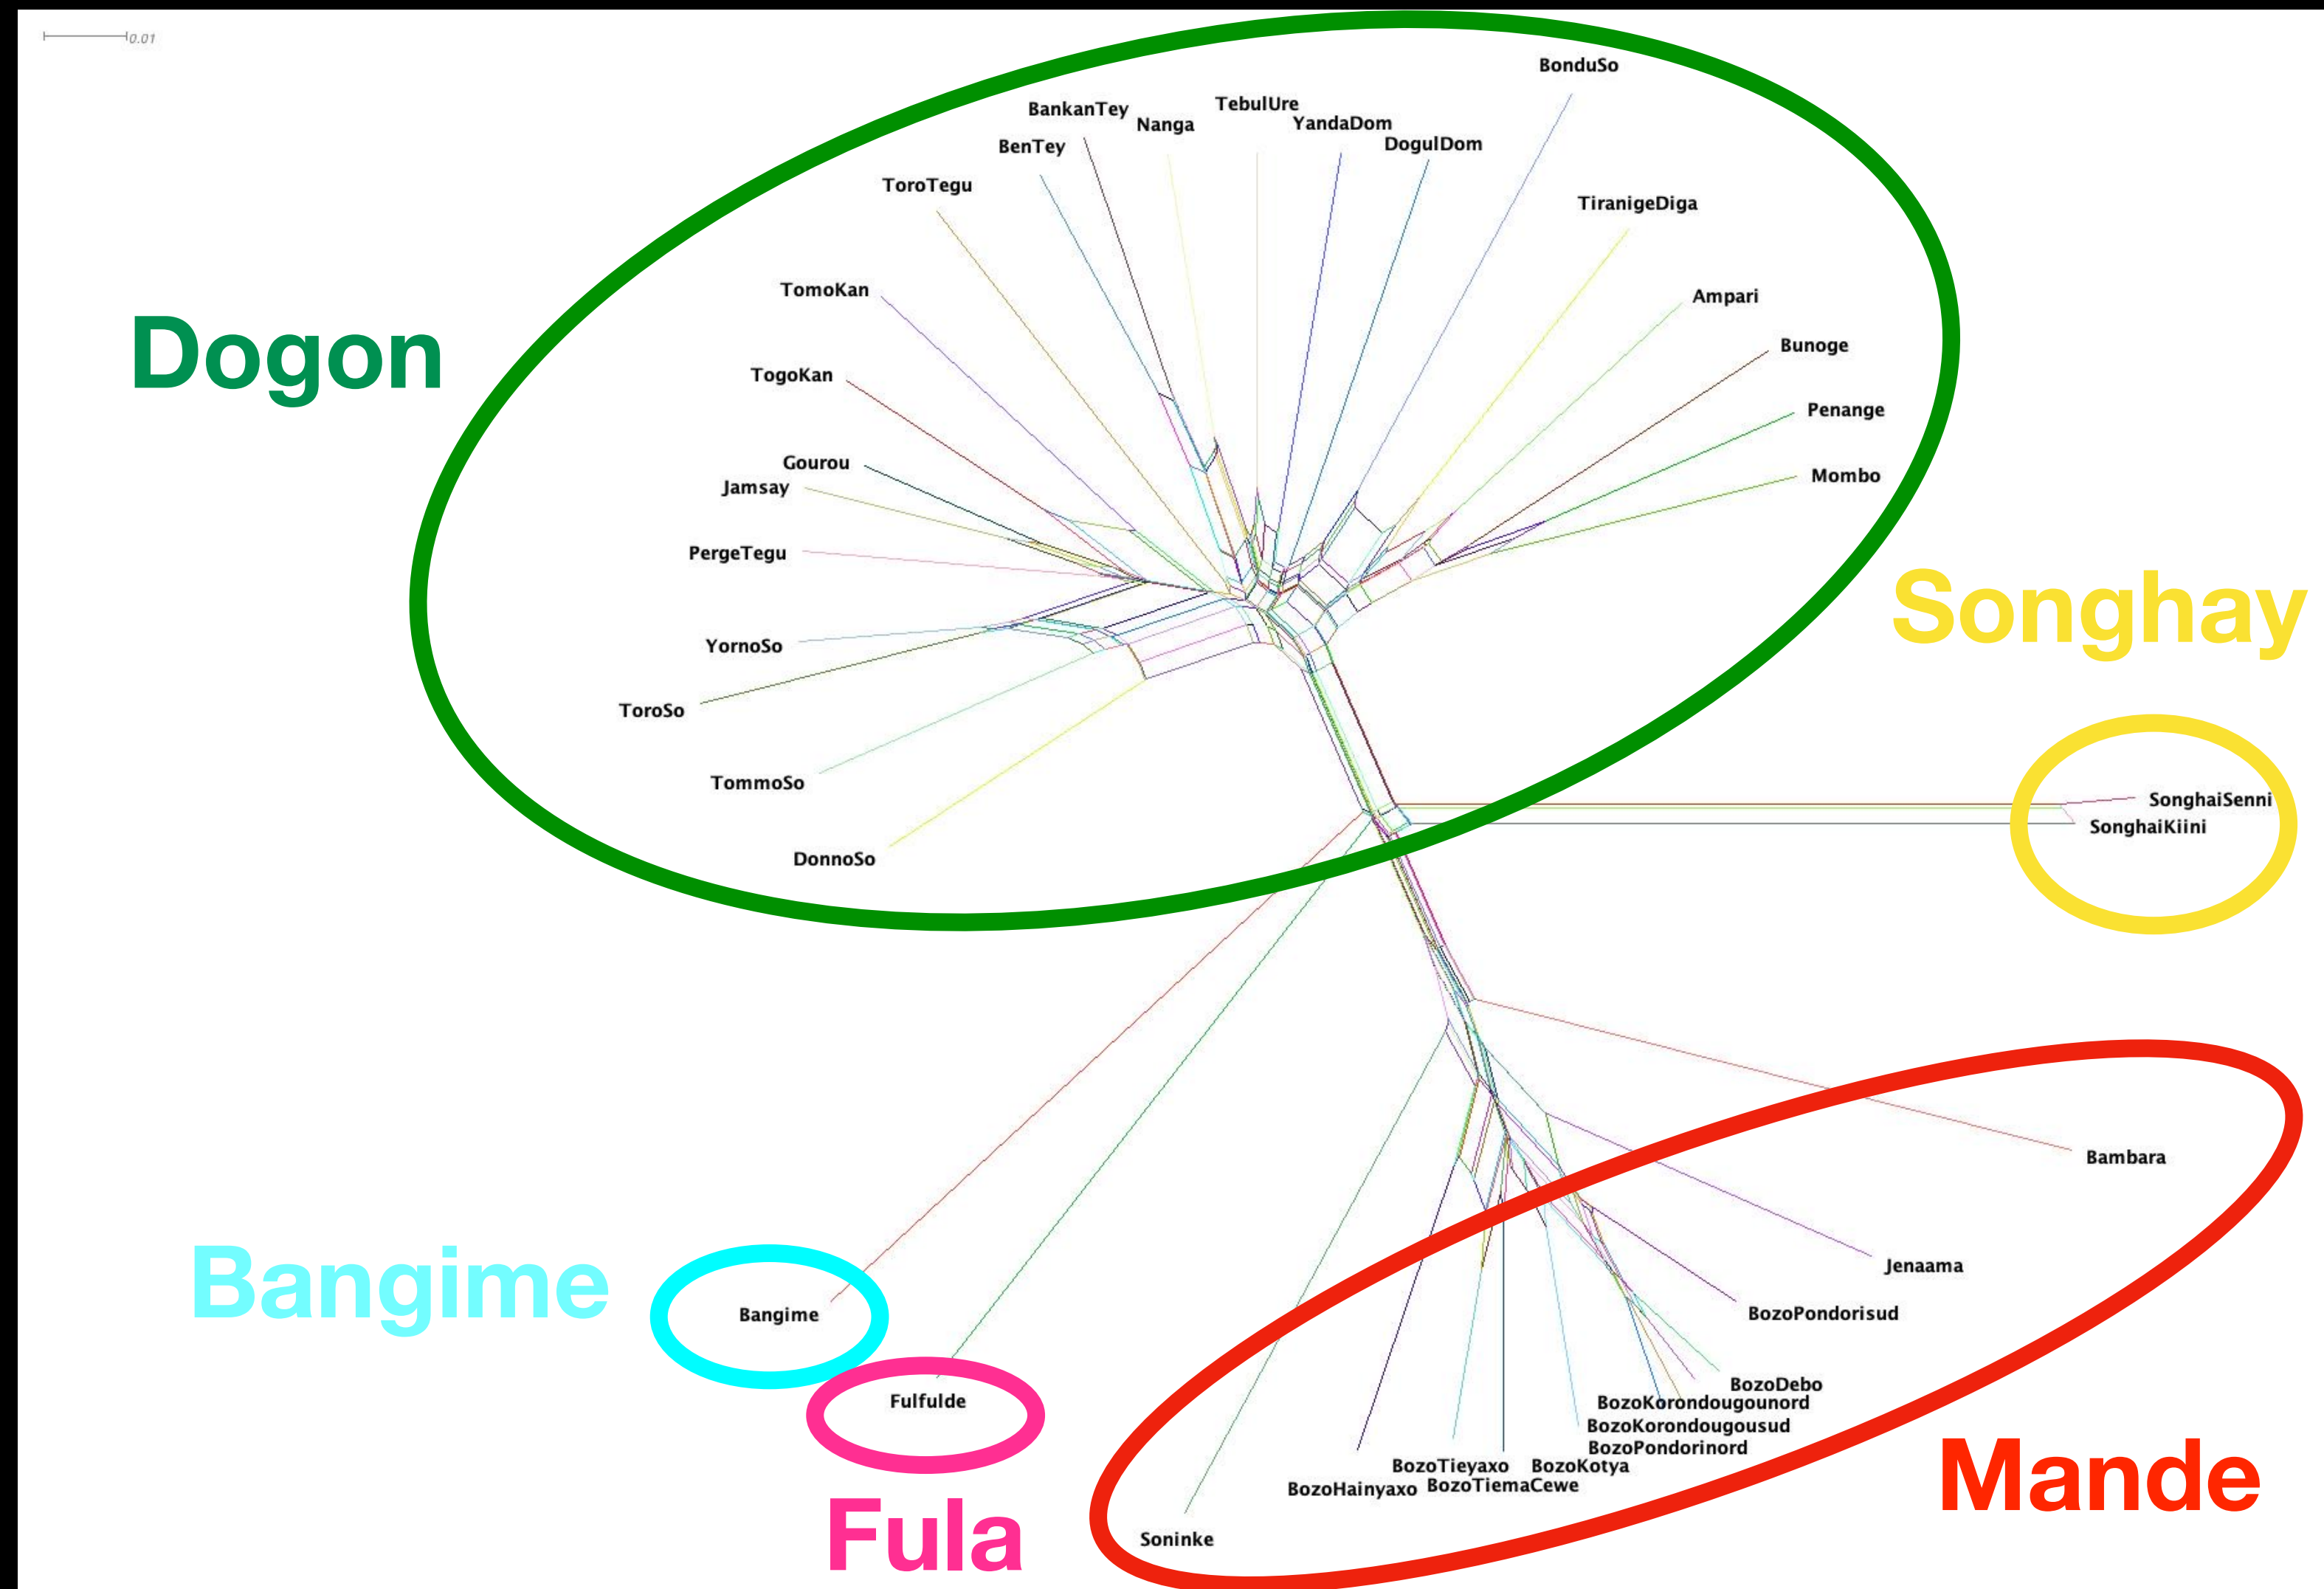 0.01
BonduSo
TebulUre
BankanTey
Nanga
YandaDom
DogulDom
BenTey
ToroTegu
TiranigeDiga
TomoKan
Ampari
Bunoge
Dogon
TogoKan
Penange
Gourou
Mombo
Jamsay
PergeTegu
Songhay
YornoSo
ToroSo
TommoSo
SonghaiSenni
SonghaiKiini
DonnoSo
Bambara
Jenaama
Bangime
Bangime
BozoPondorisud
BozoDebo
Fulfulde
BozoKorondougounord
BozoKorondougousud
BozoPondorinord
BozoTieyaxo
BozoKotya
BozoHainyaxo
BozoTiemaCewe
Mande
Fula
Soninke